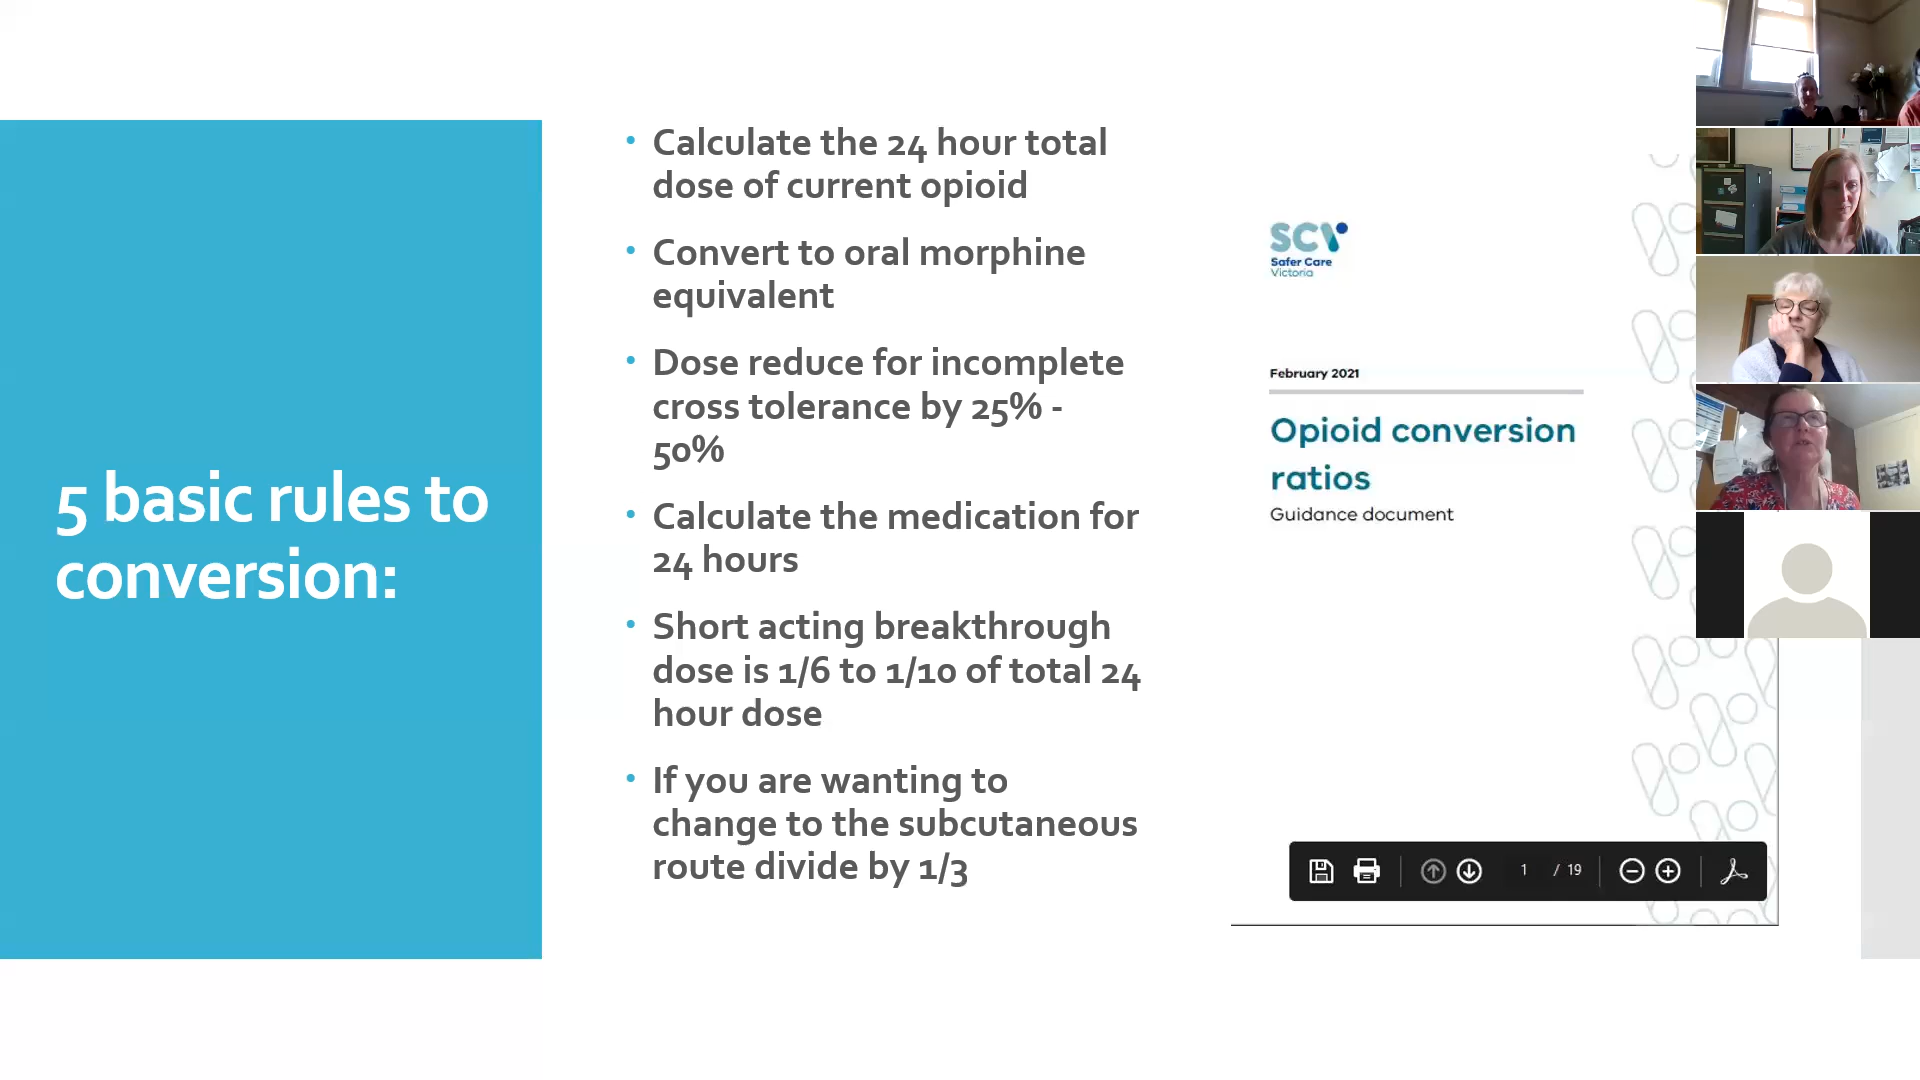 5 basic rules to
conversion:
• Calculate the 24 hour total
dose of current opioid
• Convert to oral morphine
equivalent
• Dose reduce for incomplete
cross tolerance by 25% -
50%
• Calculate the medication for
24 hours
• Short acting breakthrough
dose is 1/6 to 1/10 of total 24
hour dose
• If you are wanting to
change to the subcutaneous
route divide by 1/3
SCV
Safer Care
Victoria
February 2021
Opioid conversion
ratios
Guidance document
1 / 19